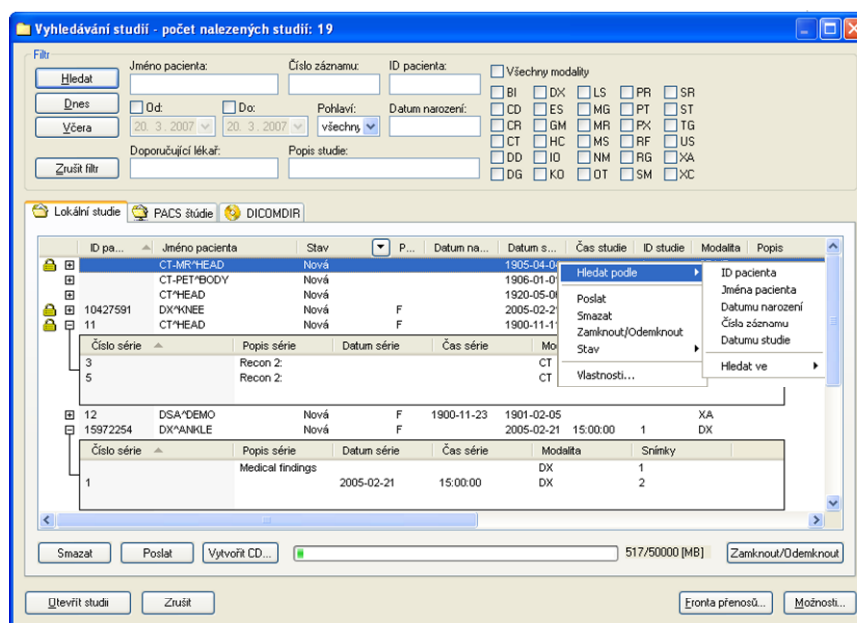 Vyhledávání studií - počet nalezených studií: 19
Filtr
Hledat
Dnes
Včera
Zrušit filtr
Jméno pacienta:
Číslo záznamu:
ID pacienta:
Od:
Do:
Pohlaví:
Datum narození:
20. 3. 2007
20. 3. 2007
všechny
Doporučující lékař:
Popis studie:
Všechny modality
BI DX LS PR SR
CD ES MG PT ST
CR GM MR PX TG
CT HC MS RF US
DD IO NM RG XA
DG KO OT SM XC
Lokální studie PACS štúdie DICOMDIR
ID pa... Jméno pacienta Stav P... Datum na... Datum s... Čas studie ID studie Modalita Popis
CT-MR^HEAD Nová 1905-04-04
CT-PET^BODY Nová 1906-01-0
CT^HEAD Nová 1920-05-0
10427591 DX^KNEE Nová F 2005-02-2
11 CT^HEAD Nová F 1900-11-1
Hledat podle
Poslat
Smazat
Zamknout/Odemknout
Stav
Vlastnosti...
ID pacienta
Jména pacienta
Datumu narození
Čísla záznamu
Datumu studie
Hledat ve
Číslo série Popis série Datum série Čas série Mo
3 Recon 2: CT
5 Recon 2: CT
12 DSA^DEMO Nová F 1900-11-23 1901-02-05 XA
15972254 DX^ANKLE Nová F 2005-02-21 15:00:00 1 DX
Číslo série Popis série Datum série Čas série Modalita Snímky
Medical findings DX 1
1 2005-02-21 15:00:00 DX 2
Smazat Poslat Vytvořit CD... 517/50000 [MB] Zamknout/Odemknout
Otevřít studii Zrušit Fronta přenosů... Možnosti...